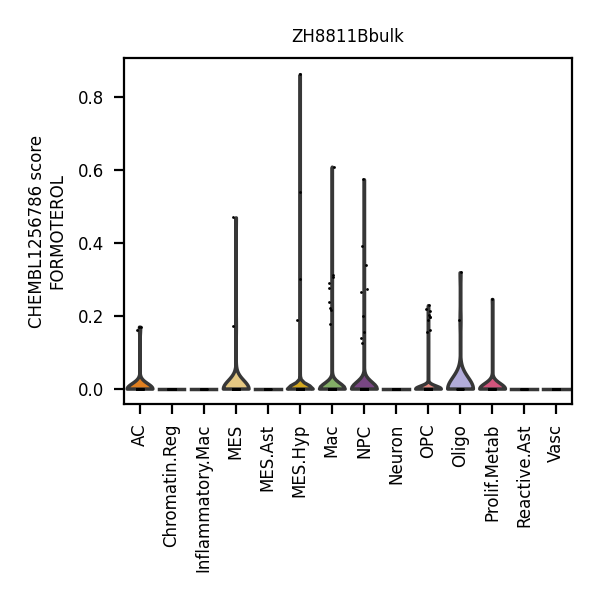 ZH8811Bbulk
CHEMBL1256786 score
FORMOTEROL
0.8
0.6
0.4
0.2
0.0
AC
Chromatin.Reg
Inflammatory.Mac
MES
MES.Ast
MES.Hyp
Mac
NPC
Neuron
OPC
Oligo
Prolif.Metab
Reactive.Ast
Vasc